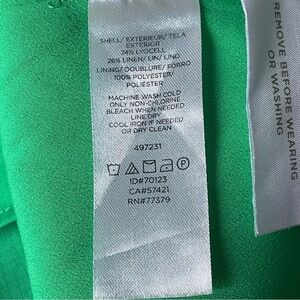 SHELL/ EXTERIEUR/ TELA
EXTERIOR
74% LYOCELL
26% LINEN/ LIN/ LINO
LINING/DOUBLURE/ FORRO
100% POLYESTER/
POLIÉSTER
MACHINE WASH COLD
ONLY NON-CHLORINE
BLEACH WHEN NEEDED
LINE DRY
COOL IRON IF NEEDED
OR DRY CLEAN
497231
ID#70123
CA#57421
RN#77379
REMOVE BEFORE WEARING
OR WASHING